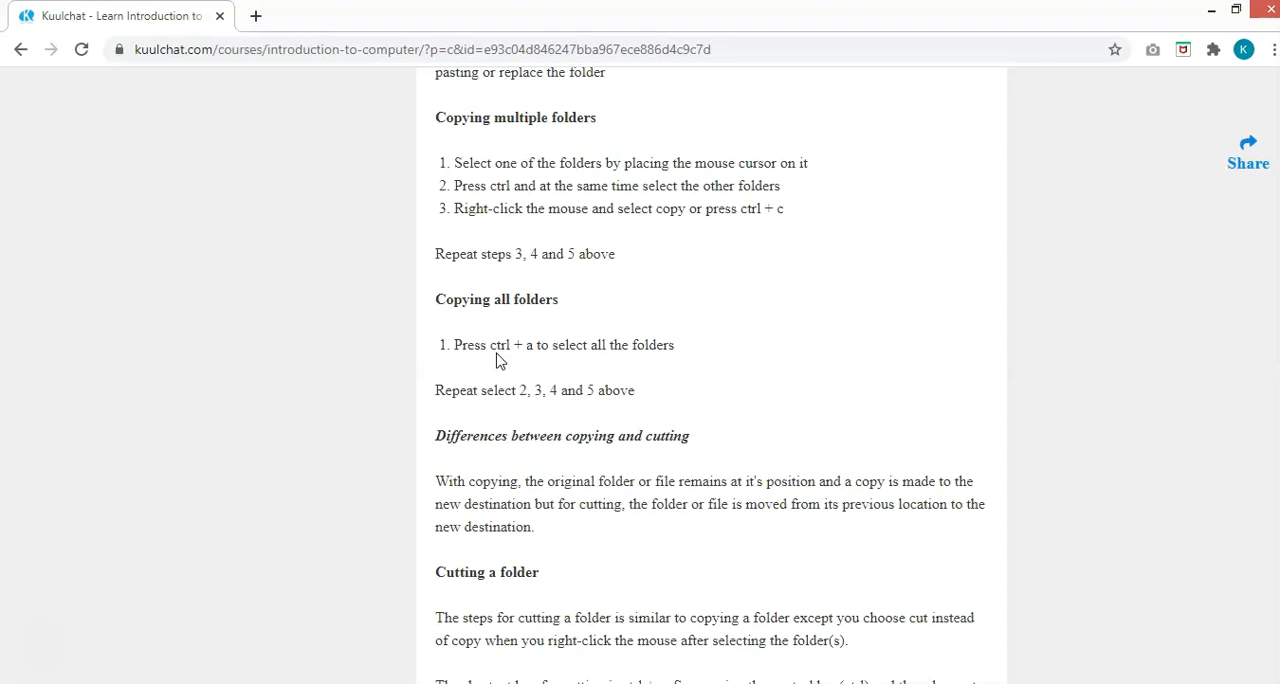 Kuulchat - Learn Introduction to
kuulchat.com/courses/introduction-to-computer/?p=c&id=e93c04d846247bba967ece886d4c9c7d
K
pasting or replace the folder
Copying multiple folders
1. Select one of the folders by placing the mouse cursor on it
2. Press ctrl and at the same time select the other folders
3. Right-click the mouse and select copy or press ctrl + c
Repeat steps 3, 4 and 5 above
Copying all folders
1. Press ctrl + a to select all the folders
Repeat select 2, 3, 4 and 5 above
Differences between copying and cutting
With copying, the original folder or file remains at it's position and a copy is made to the
new destination but for cutting, the folder or file is moved from its previous location to the
new destination.
Cutting a folder
The steps for cutting a folder is similar to copying a folder except you choose cut instead
of copy when you right-click the mouse after selecting the folder(s).
Share